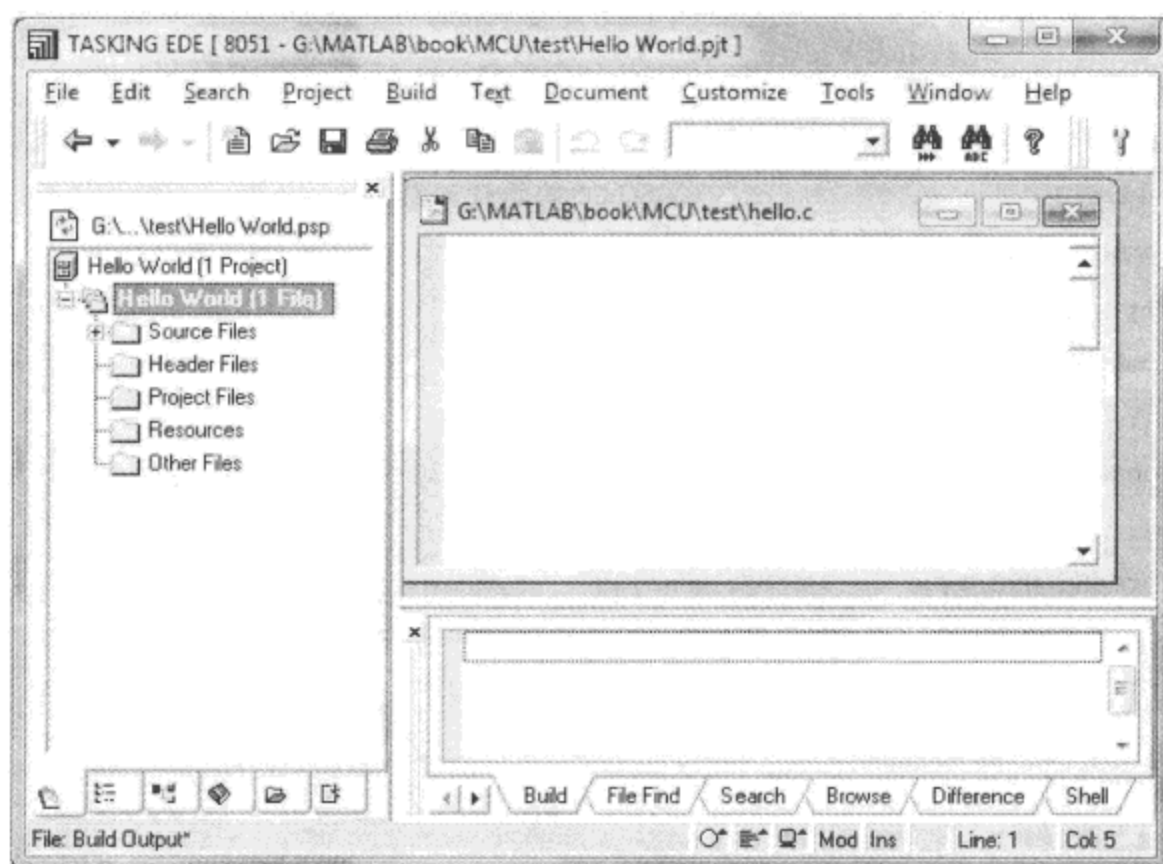 TASKING EDE [ 8051 - G:\MATLAB\book\MCU\test\Hello World.pjt ]
File Edit Search Project Build Text Document Customize Tools Window Help
G:\...\test\Hello World.psp
Hello World (1 Project)
Hello World (1 File)
Source Files
Header Files
Project Files
Resources
Other Files
G:\MATLAB\book\MCU\test\hello.c
Build File Find Search Browse Difference Shell
File: Build Output* Mod Ins Line: 1 Col: 5